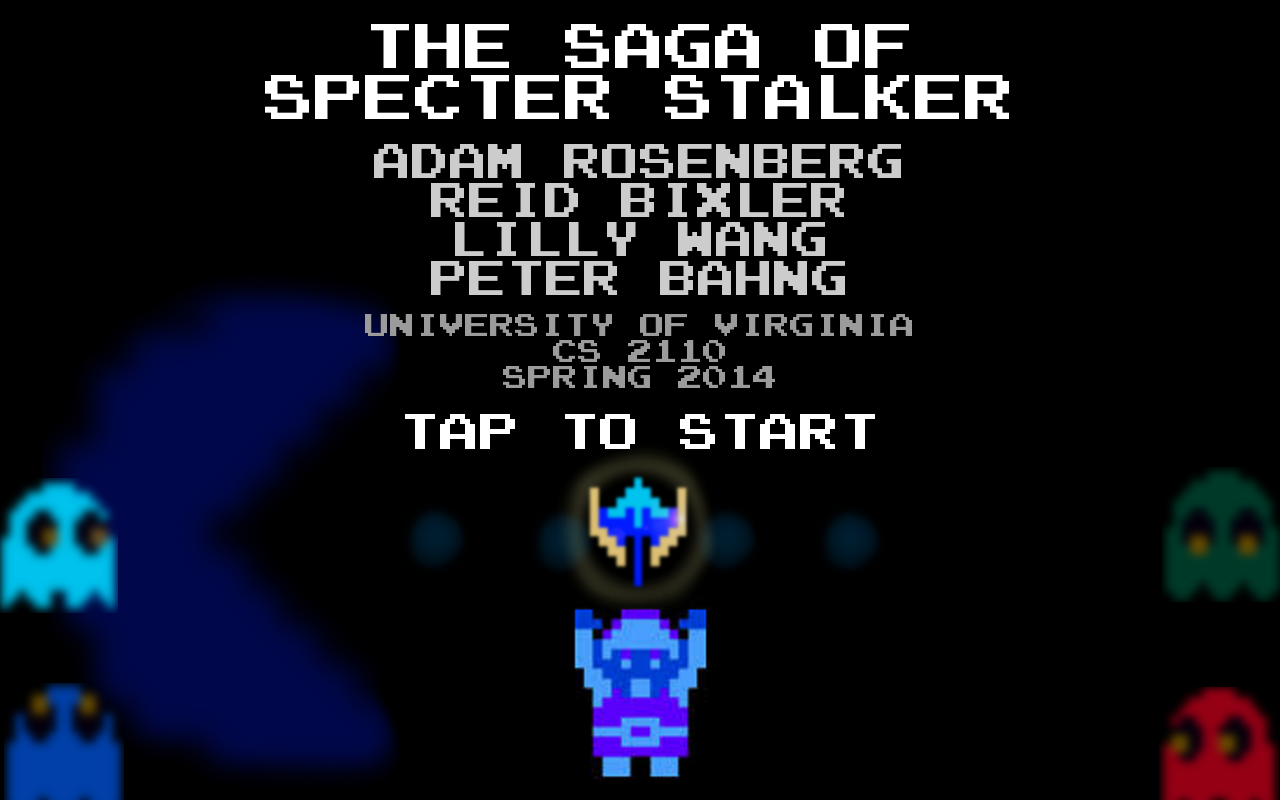 THE SAGA OF
SPECTER STALKER
ADAM ROSENBERG
REID BIXLER
LILLY WANG
PETER BAHNG
UNIVERSITY OF VIRGINIA
CS 2110
SPRING 2014
TAP TO START